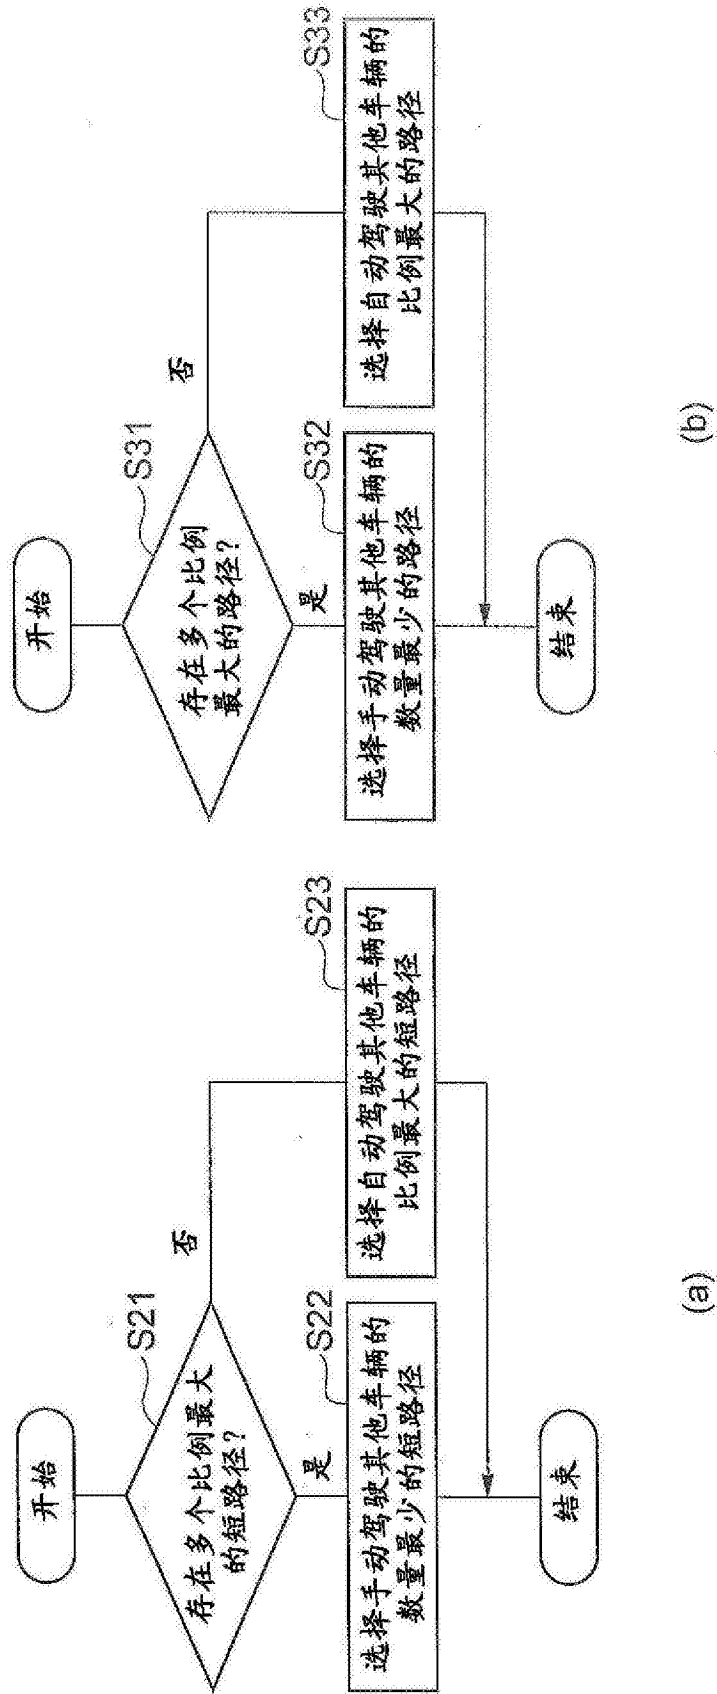 开始
S21
存在多个比例最大
的短路径?
否
是
S22
选择手动驾驶其他车辆的
数量最少的短路径
S23
选择自动驾驶其他车辆的
比例最大的短路径
结束
(a)
开始
S31
存在多个比例
最大的路径?
否
是
S32
选择手动驾驶其他车辆的
数量最少的路径
S33
选择自动驾驶其他车辆的
比例最大的路径
结束
(b)